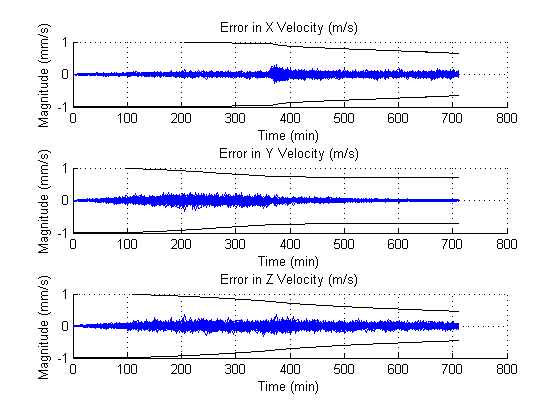 Error in X Velocity (m/s)
Magnitude (mm/s)
1
0
-1
0 100 200 300 400 500 600 700 800
Time (min)
Error in Y Velocity (m/s)
Magnitude (mm/s)
1
0
-1
0 100 200 300 400 500 600 700 800
Time (min)
Error in Z Velocity (m/s)
Magnitude (mm/s)
1
0
-1
0 100 200 300 400 500 600 700 800
Time (min)